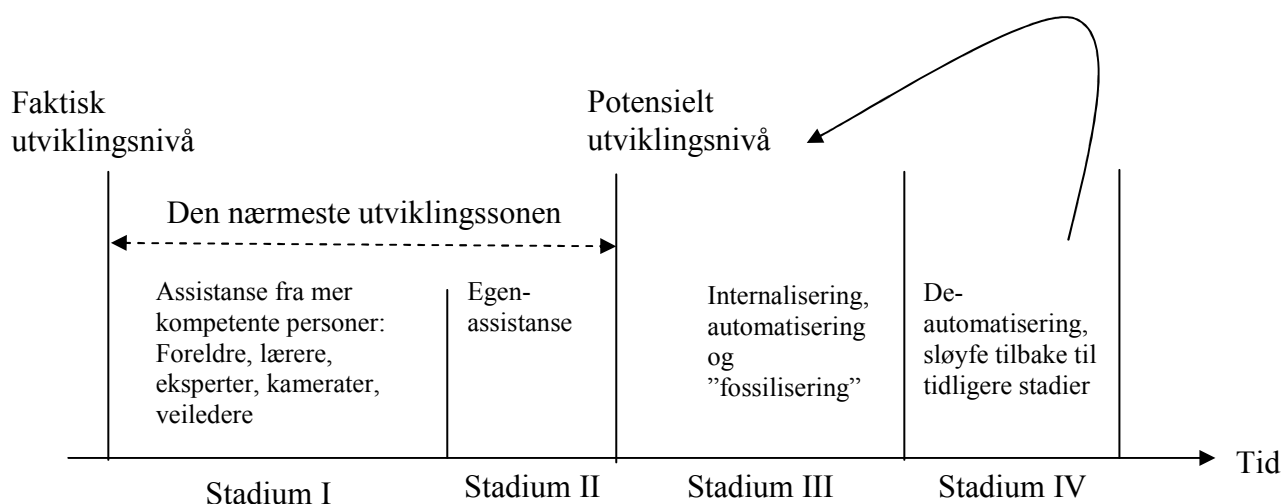 Faktisk
utviklingsnivå
Potensielt
utviklingsnivå
Den nærmeste utviklingssonen
Assistanse fra mer
kompetente personer:
Foreldre, lærere,
eksperter, kamerater,
veiledere
Egen-
assistanse
Internalisering,
automatisering
og
”fossilisering”
De-
automatisering,
sløyfe tilbake til
tidligere stadier
Tid
Stadium I
Stadium II
Stadium III
Stadium IV